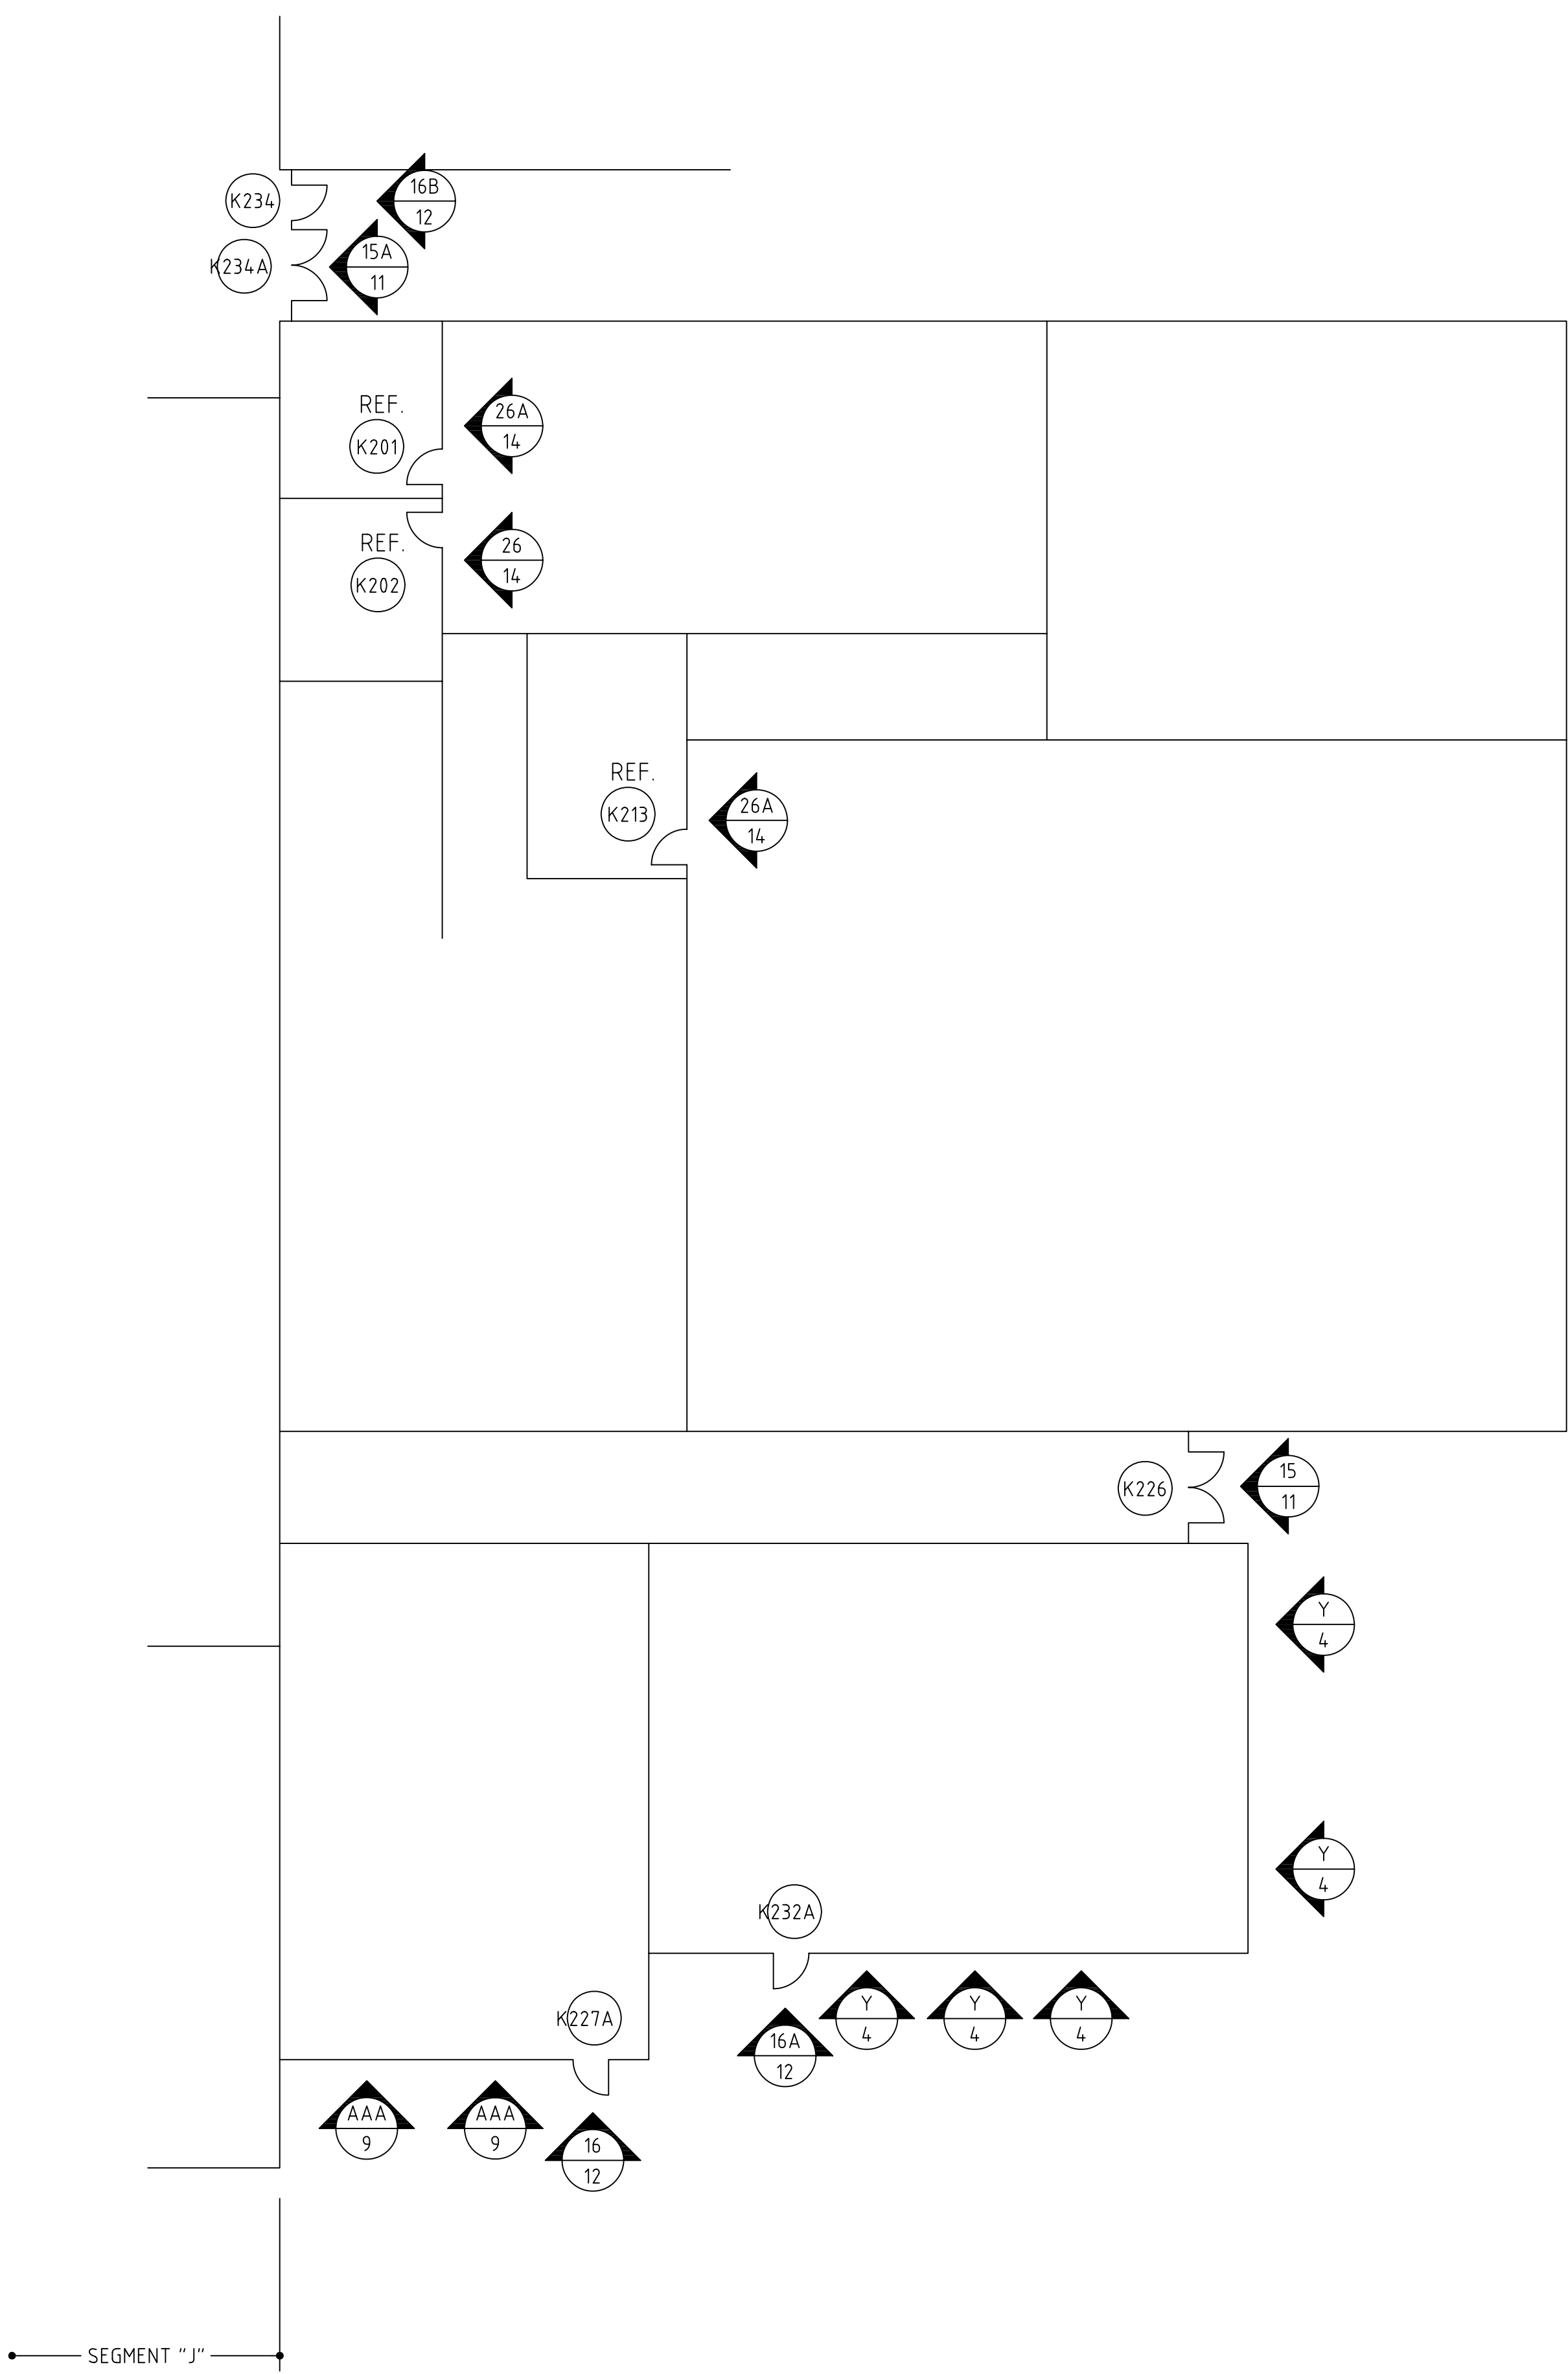 K234
16B
12
K234A
15A
11
REF.
K201
26A
14
REF.
K202
26
14
REF.
K213
26A
14
K226
15
11
Y
4
Y
4
K232A
K227A
Y
4
Y
4
Y
4
16A
12
AAA
9
AAA
9
16
12
SEGMENT "J"